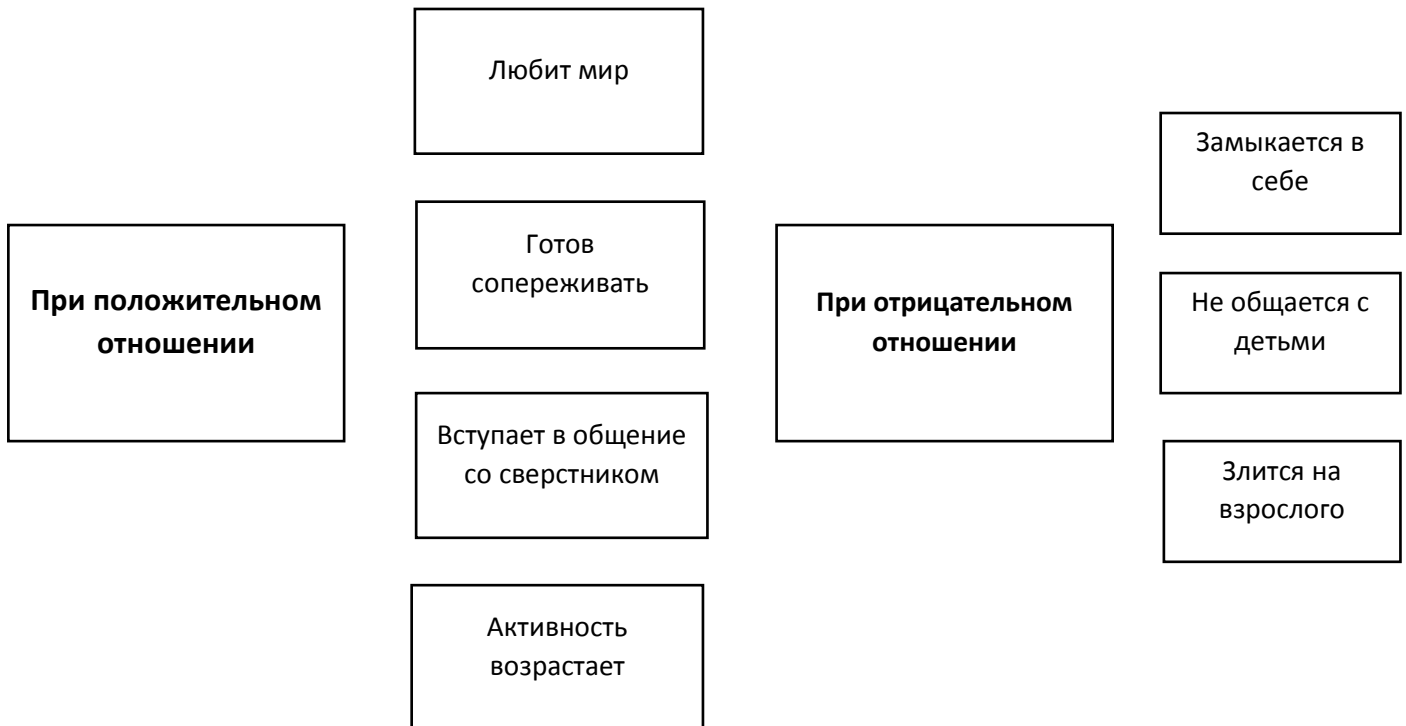 При положительном
отношении
Любит мир
Готов
сопереживать
Вступает в общение
со сверстником
Активность
возрастает
При отрицательном
отношении
Замыкается в
себе
Не общается с
детьми
Злится на
взрослого